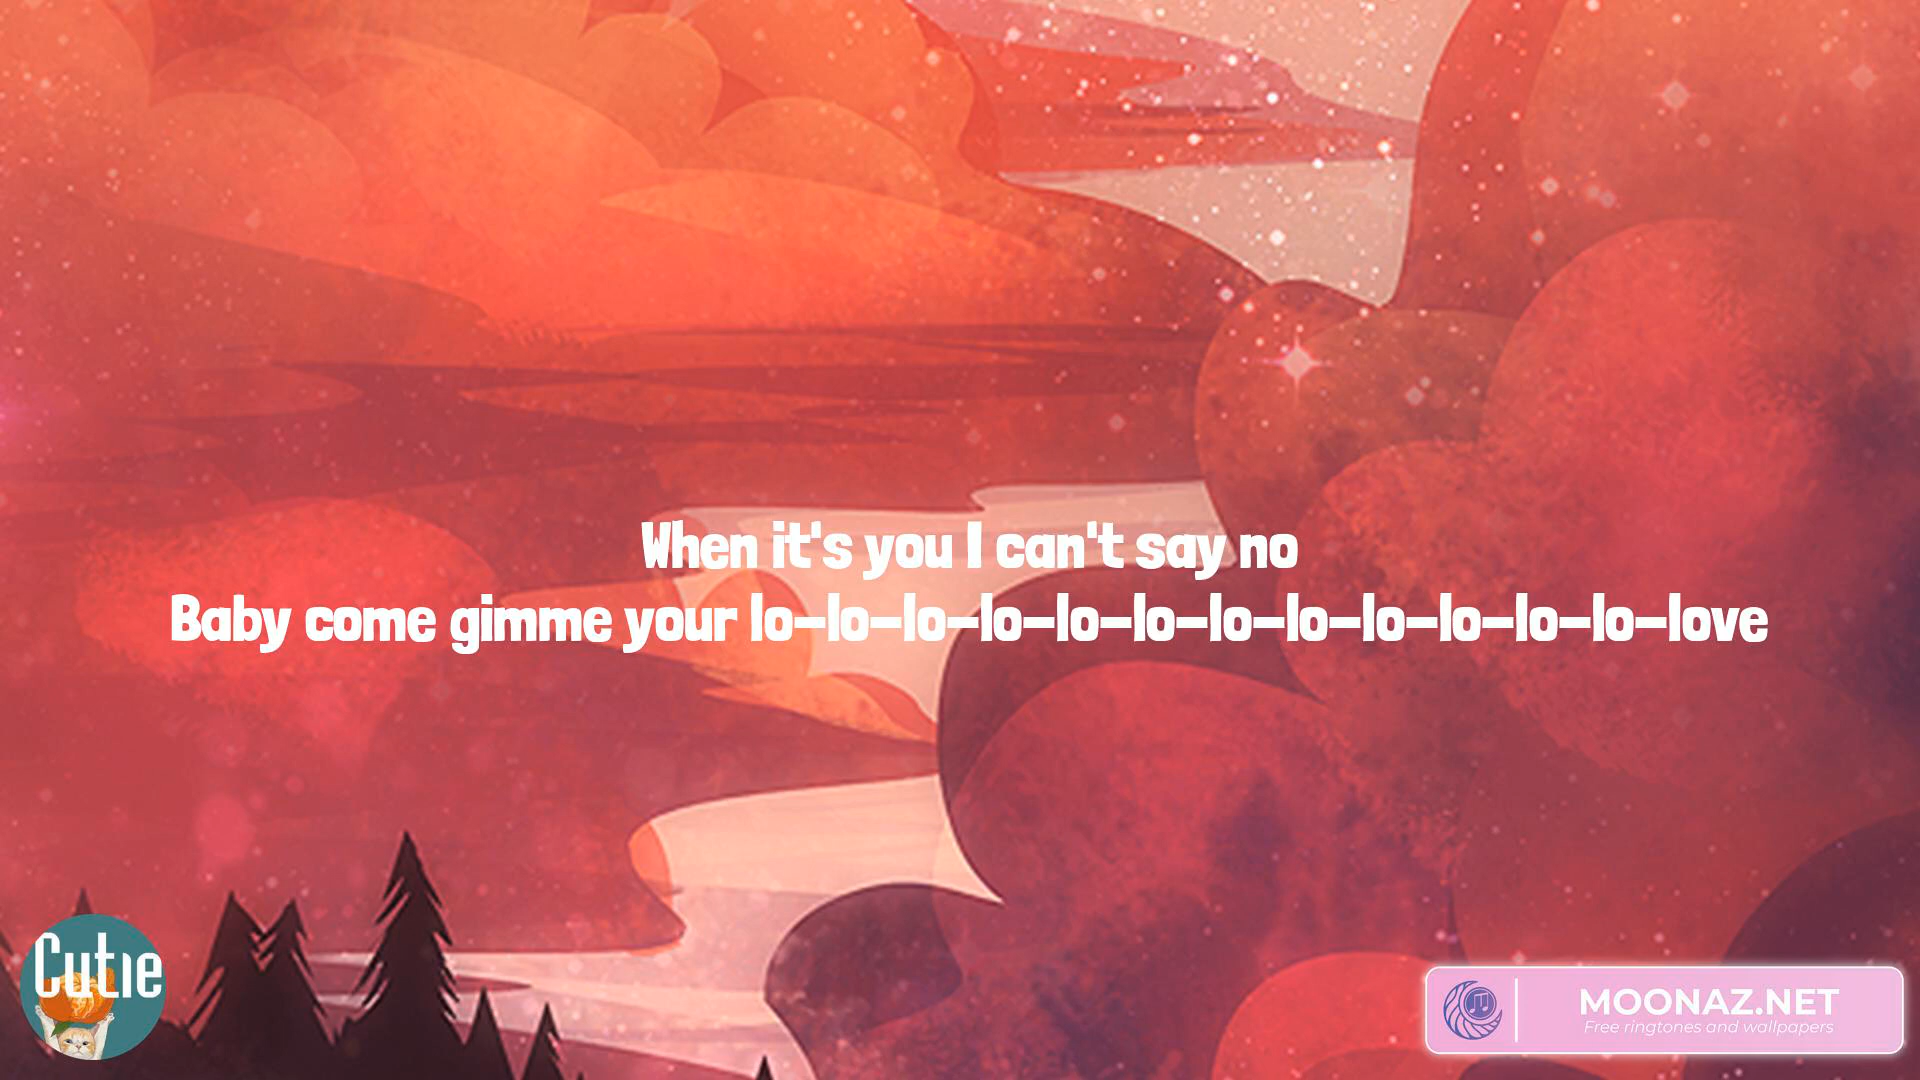 When it's you I can't say no
Baby come gimme your lo-lo-lo-lo-lo-lo-lo-lo-lo-lo-lo-lo-love
Cutie
MOONAZ.NET
Free ringtones and wallpapers